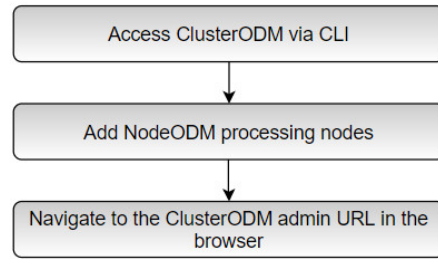 Access ClusterODM via CLI
Add NodeODM processing nodes
Navigate to the ClusterODM admin URL in the
browser